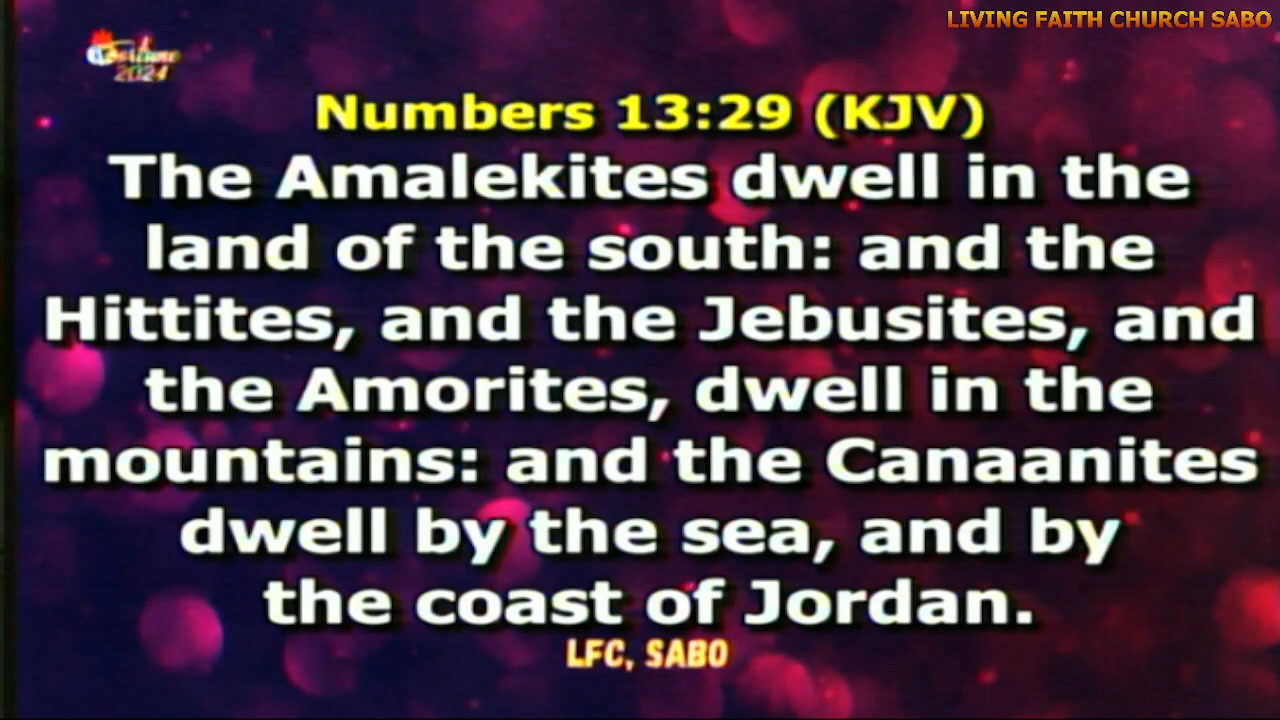 LIVING FAITH CHURCH SABO
2024
Numbers 13:29 (KJV)
The Amalekites dwell in the
land of the south: and the
Hittites, and the Jebusites, and
the Amorites, dwell in the
mountains: and the Canaanites
dwell by the sea, and by
the coast of Jordan.
LFC, SABO